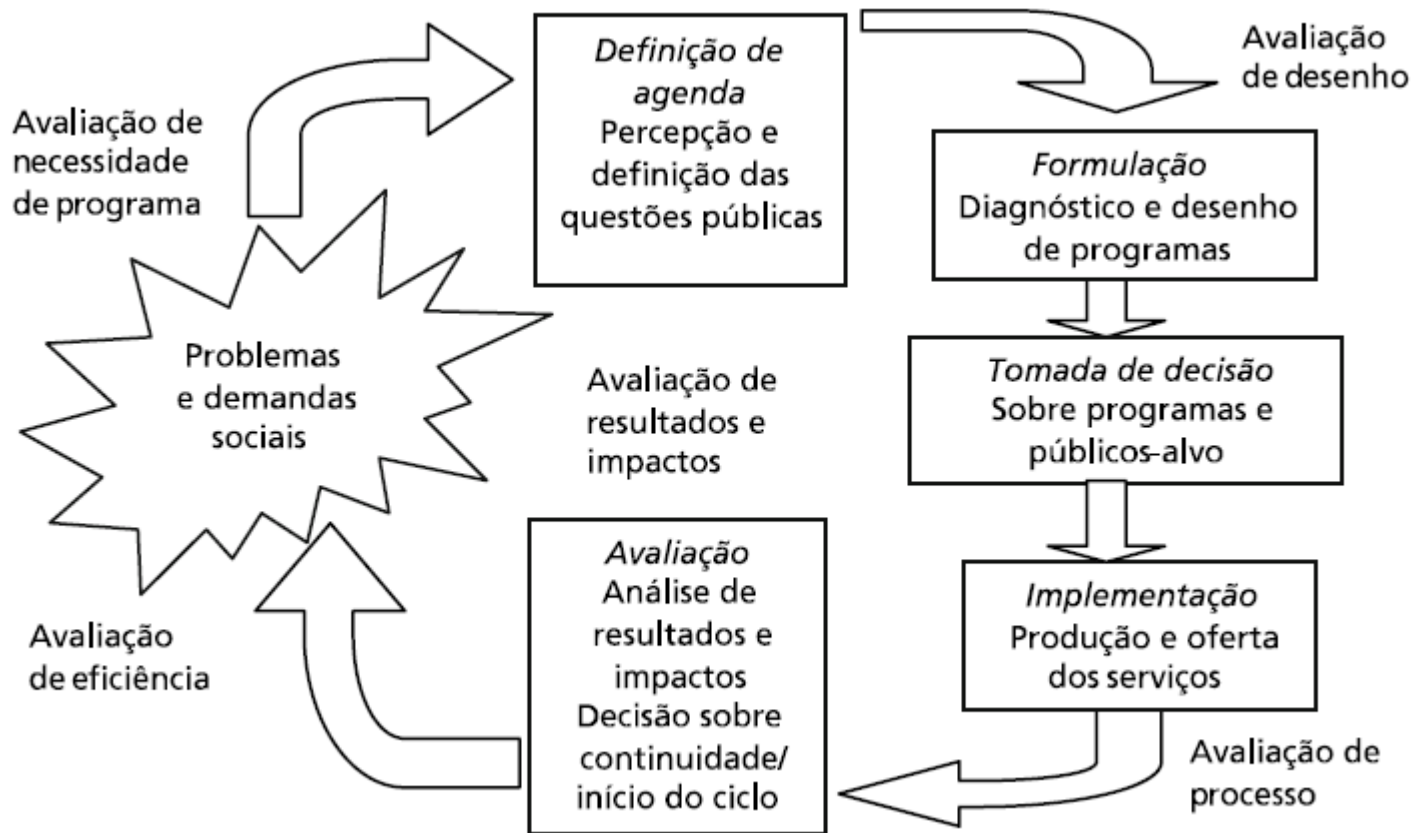 Avaliação de
necessidade
de programa
Definição de
agenda
Percepção e
definição das
questões públicas
Avaliação
de desenho
Formulação
Diagnóstico e desenho
de programas
Tomada de decisão
Sobre programas e
públicos-alvo
Implementação
Produção e oferta
dos serviços
Avaliação de
processo
Avaliação
Análise de
resultados e
impactos
Decisão sobre
continuidade/
início do ciclo
Avaliação de
resultados e
impactos
Problemas
e demandas
sociais
Avaliação
de eficiência